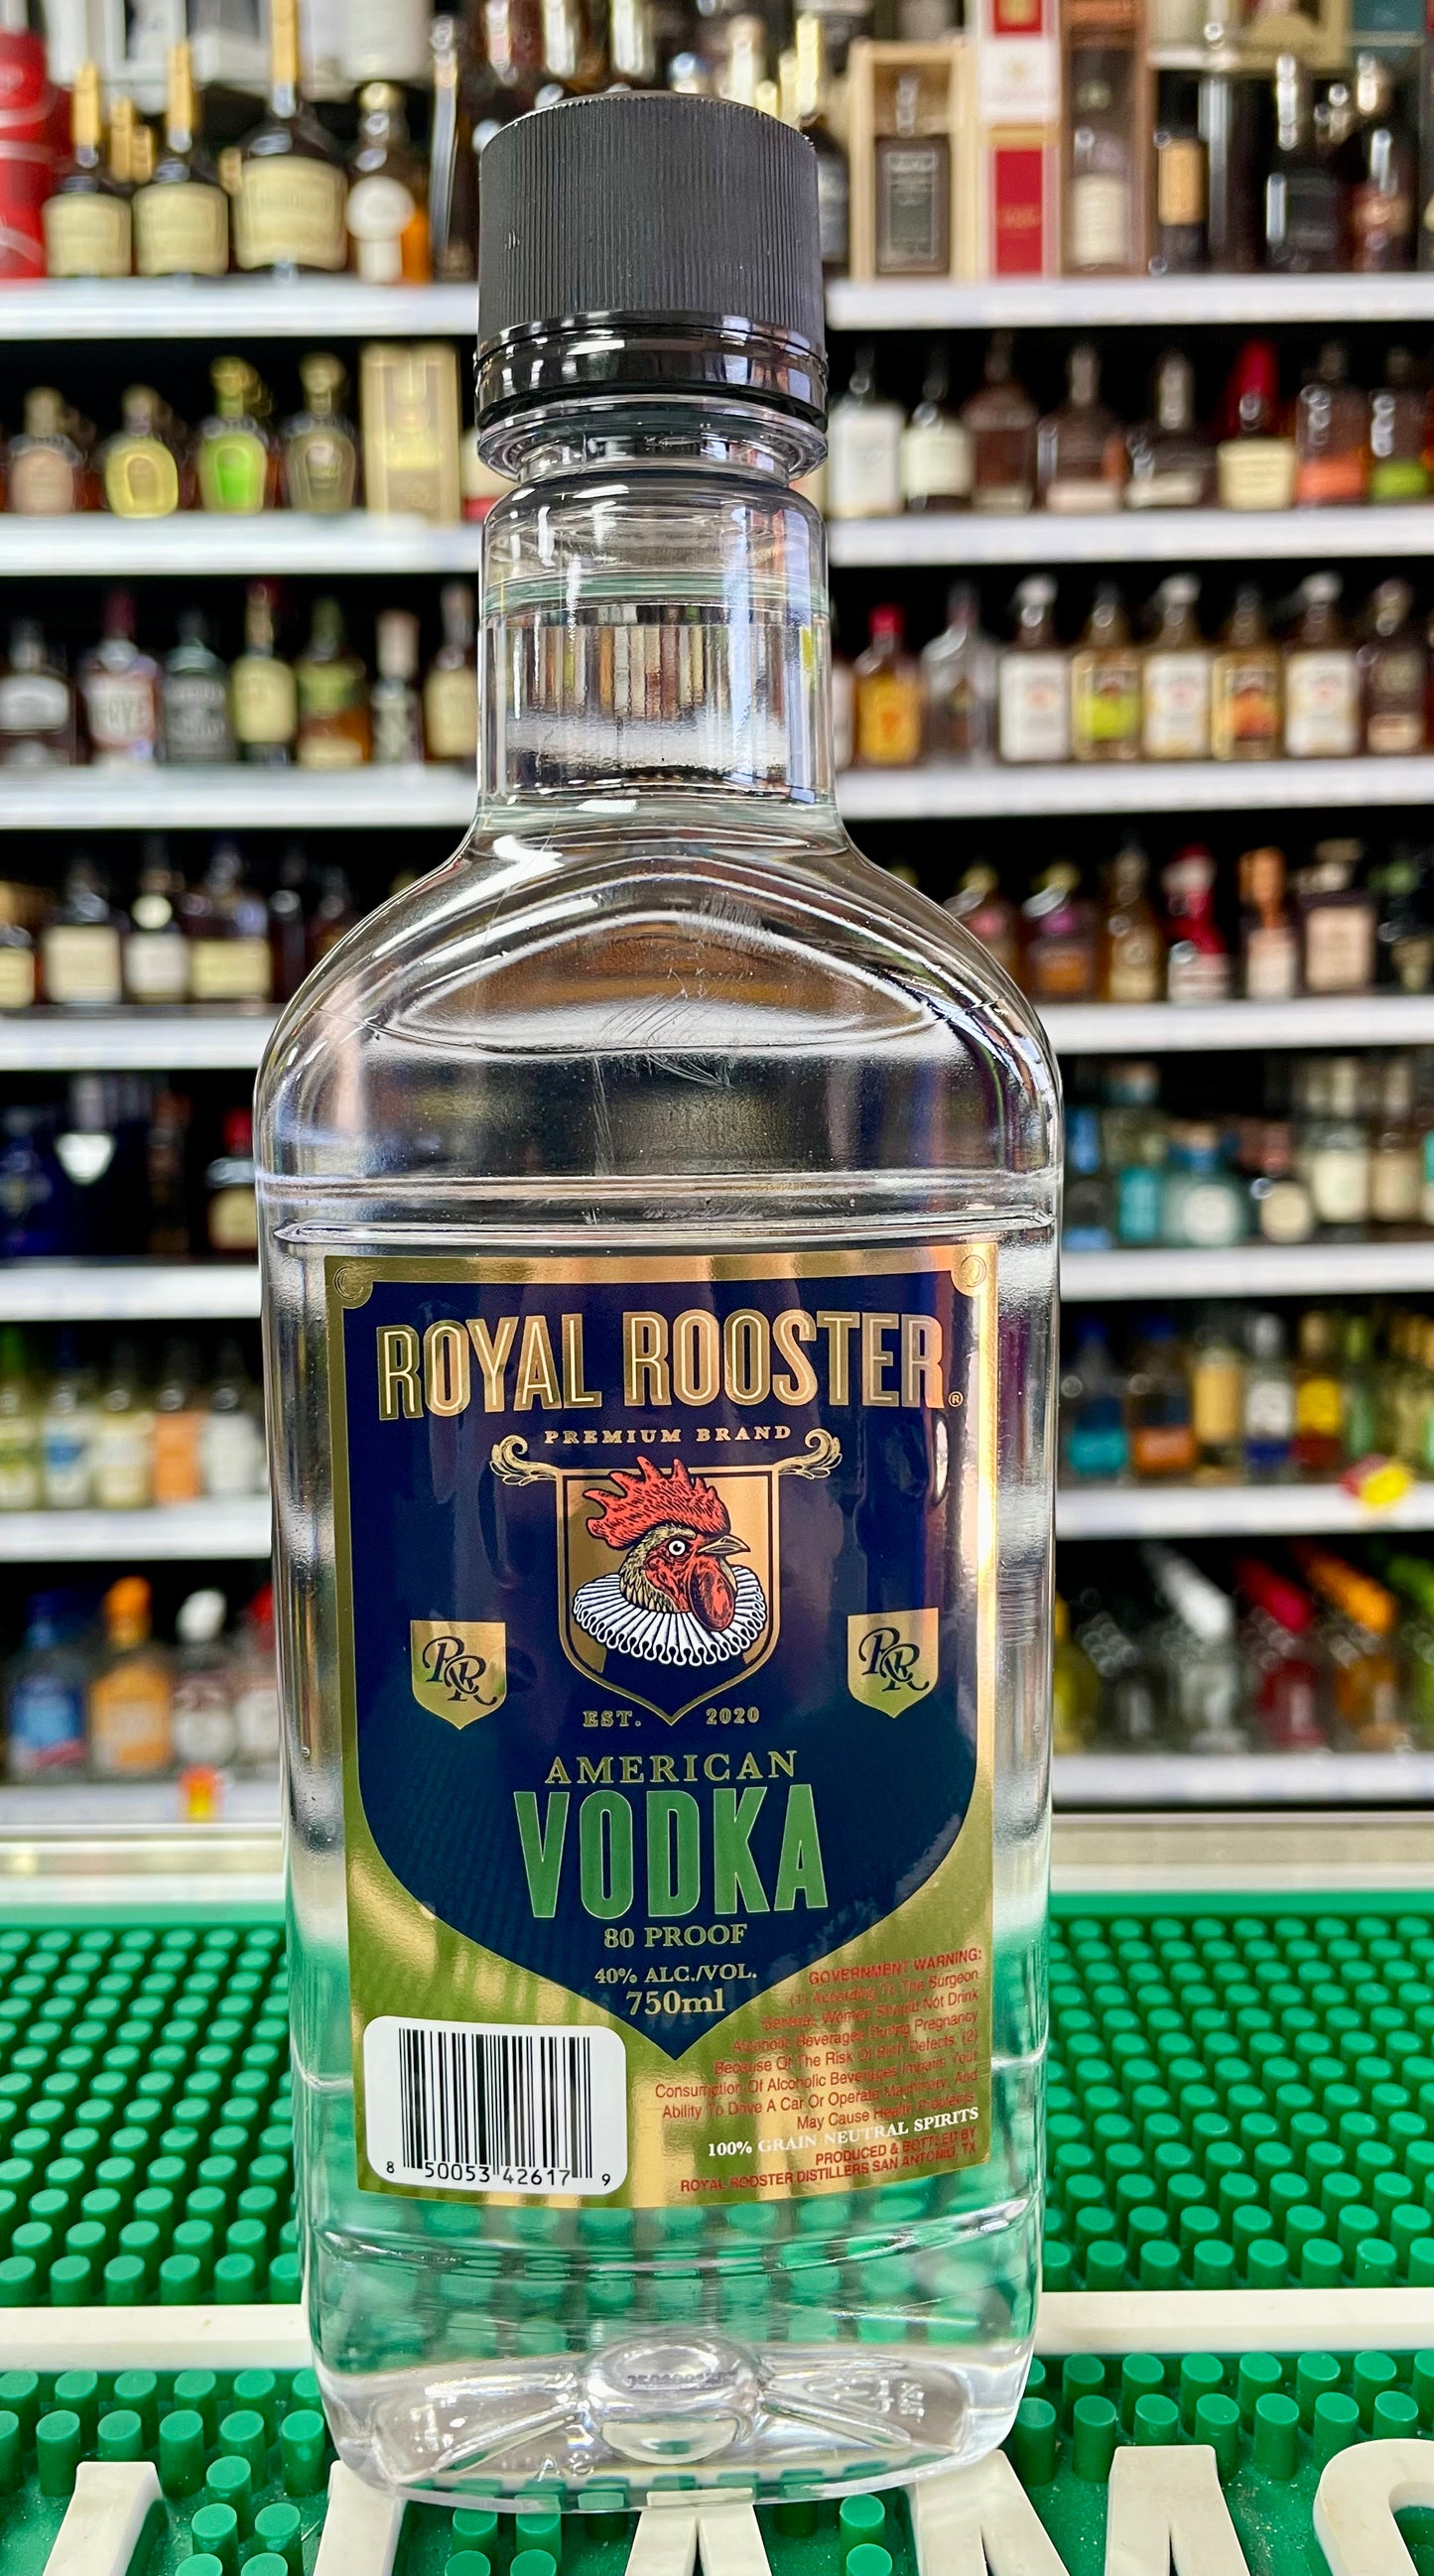 ROYAL ROOSTER®
PREMIUM BRAND
RR
RR
EST. 2020
AMERICAN
VODKA
80 PROOF
40% ALC./VOL.
750ml
GOVERNMENT WARNING:
(1) According To The Surgeon
General, Women Should Not Drink
Alcoholic Beverages During Pregnancy
Because Of The Risk Of Birth Defects. (2)
Consumption Of Alcoholic Beverages Impairs Your
Ability To Drive A Car Or Operate Machinery, And
May Cause Health Problems.
100% GRAIN NEUTRAL SPIRITS
PRODUCED & BOTTLED BY
ROYAL ROOSTER DISTILLERS SAN ANTONIO, TX
8 50053 42617 9